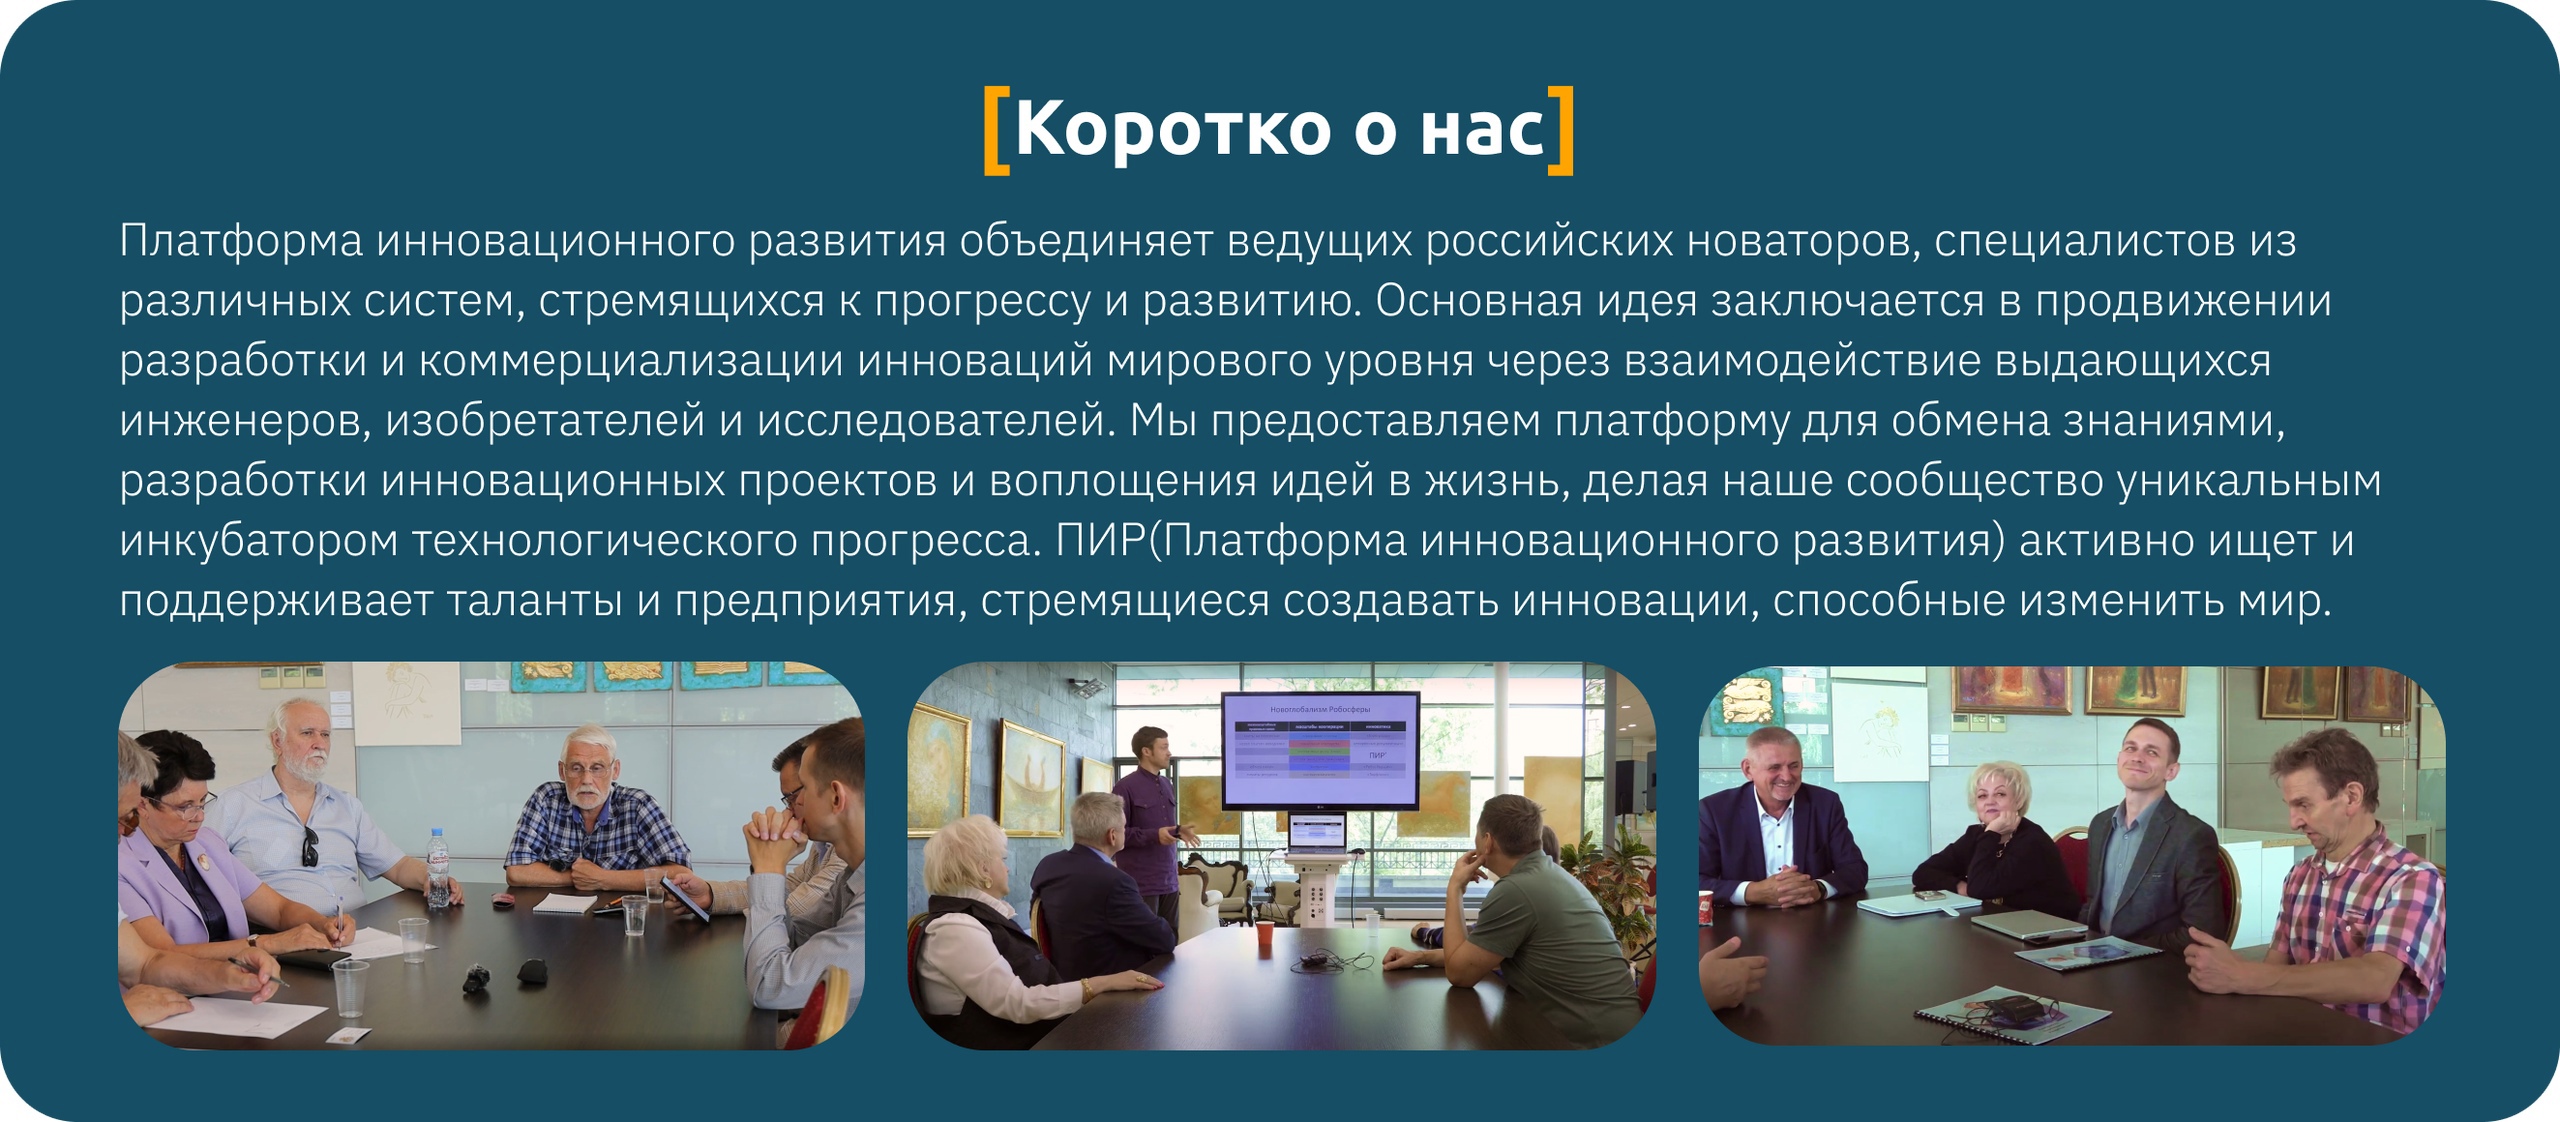 [Коротко о нас]
Платформа инновационного развития объединяет ведущих российских новаторов, специалистов из
различных систем, стремящихся к прогрессу и развитию. Основная идея заключается в продвижении
разработки и коммерциализации инноваций мирового уровня через взаимодействие выдающихся
инженеров, изобретателей и исследователей. Мы предоставляем платформу для обмена знаниями,
разработки инновационных проектов и воплощения идей в жизнь, делая наше сообщество уникальным
инкубатором технологического прогресса. ПИР(Платформа инновационного развития) активно ищет и
поддерживает таланты и предприятия, стремящиеся создавать инновации, способные изменить мир.
Новоглобализм Робосферы
ПИР